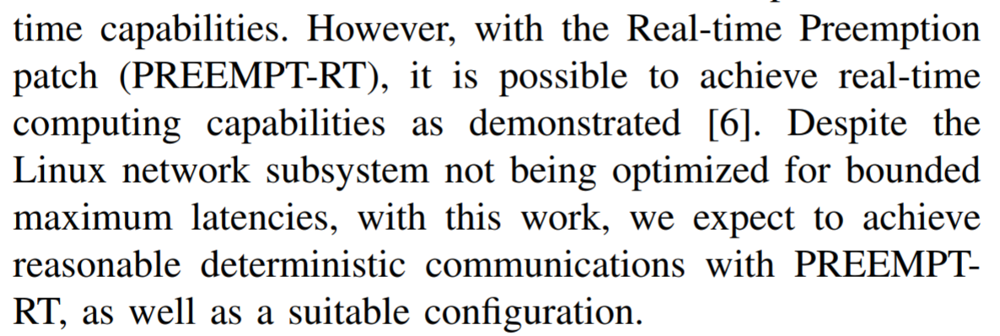 time capabilities. However, with the Real-time Preemption
patch (PREEMPT-RT), it is possible to achieve real-time
computing capabilities as demonstrated [6]. Despite the
Linux network subsystem not being optimized for bounded
maximum latencies, with this work, we expect to achieve
reasonable deterministic communications with PREEMPT-
RT, as well as a suitable configuration.